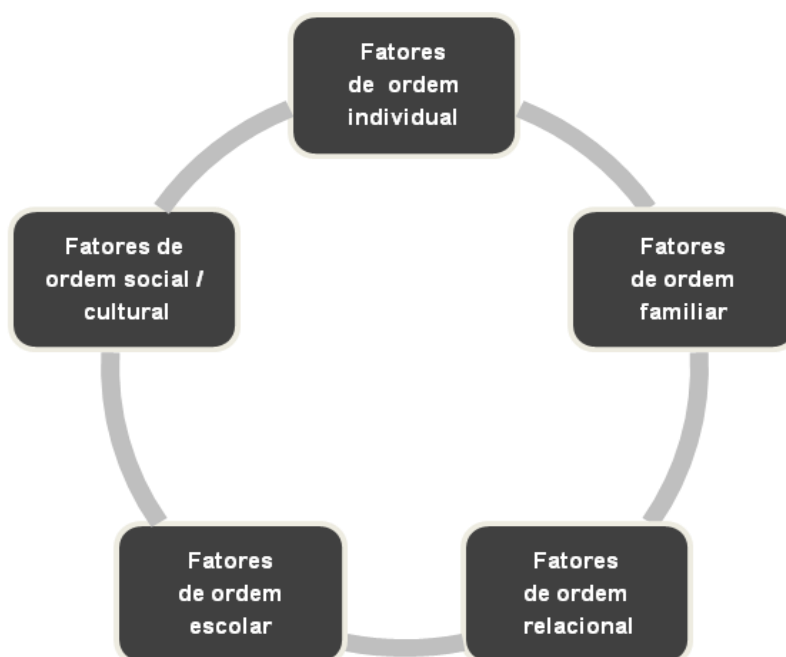 Fatores
de ordem
individual
Fatores de
ordem social /
cultural
Fatores
de ordem
familiar
Fatores
de ordem
escolar
Fatores
de ordem
relacional